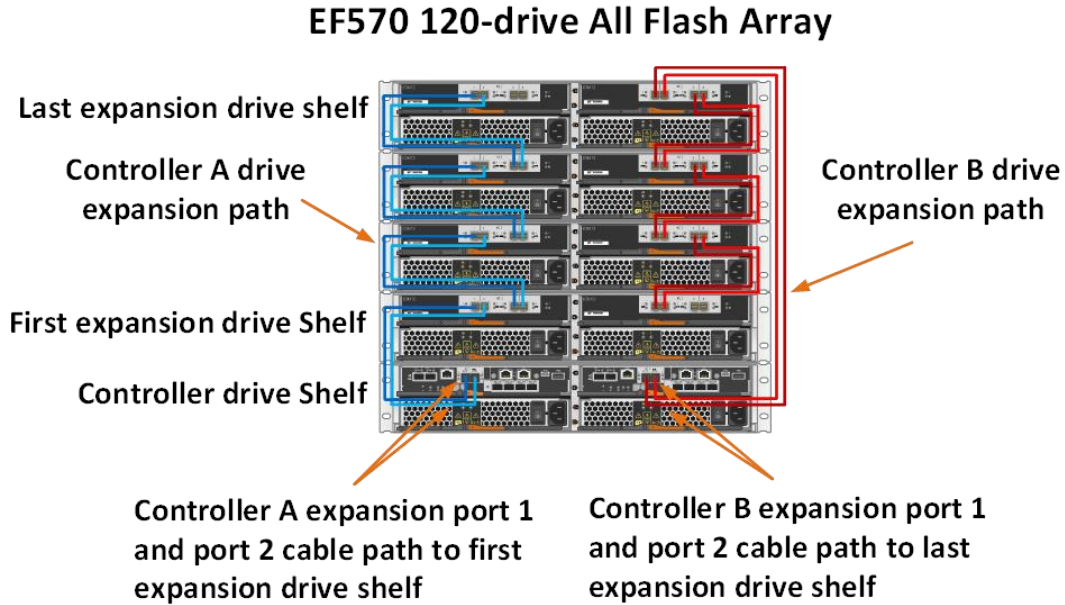 EF570 120-drive All Flash Array
Last expansion drive shelf
Controller A drive
expansion path
Controller B drive
expansion path
First expansion drive Shelf
Controller drive Shelf
Controller A expansion port 1
and port 2 cable path to first
expansion drive shelf
Controller B expansion port 1
and port 2 cable path to last
expansion drive shelf